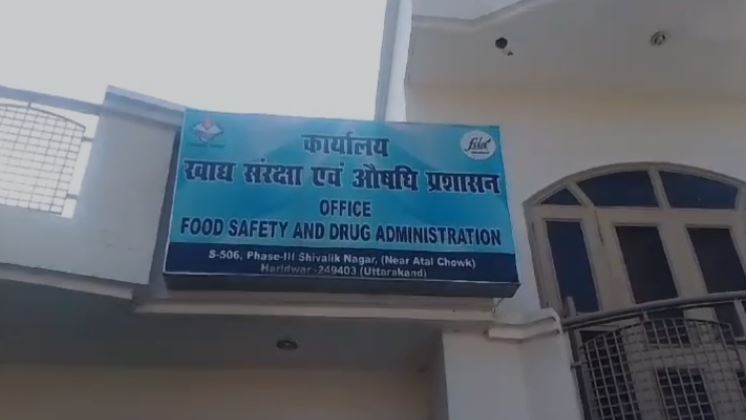 कार्यालय
खाद्य संरक्षा एवं औषधि प्रशासन
OFFICE
FOOD SAFETY AND DRUG ADMINISTRATION
S-506, Phase-III Shivalik Nagar, (Near Atal Chowk)
Haridwar -249403 (Uttarakand)